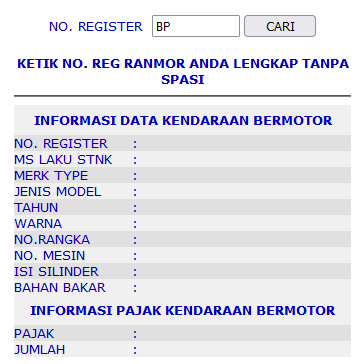 NO. REGISTER BP CARI
KETIK NO. REG RANMOR ANDA LENGKAP TANPA
SPASI
INFORMASI DATA KENDARAAN BERMOTOR
NO. REGISTER :
MS LAKU STNK :
MERK TYPE :
JENIS MODEL :
TAHUN :
WARNA :
NO.RANGKA :
NO. MESIN :
ISI SILINDER :
BAHAN BAKAR :
INFORMASI PAJAK KENDARAAN BERMOTOR
PAJAK :
JUMLAH :